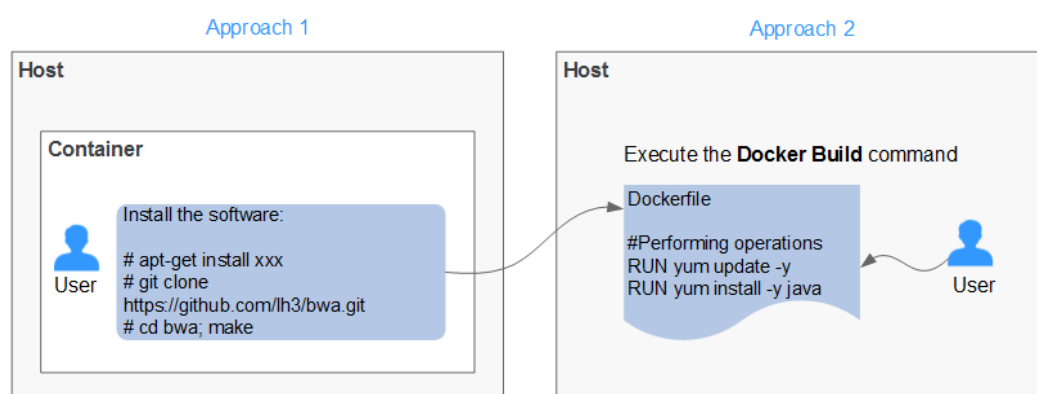 Approach 1
Host
Container
User
Install the software:
# apt-get install xxx
# git clone
https://github.com/lh3/bwa.git
# cd bwa; make
Approach 2
Host
Execute the Docker Build command
Dockerfile
#Performing operations
RUN yum update -y
RUN yum install -y java
User